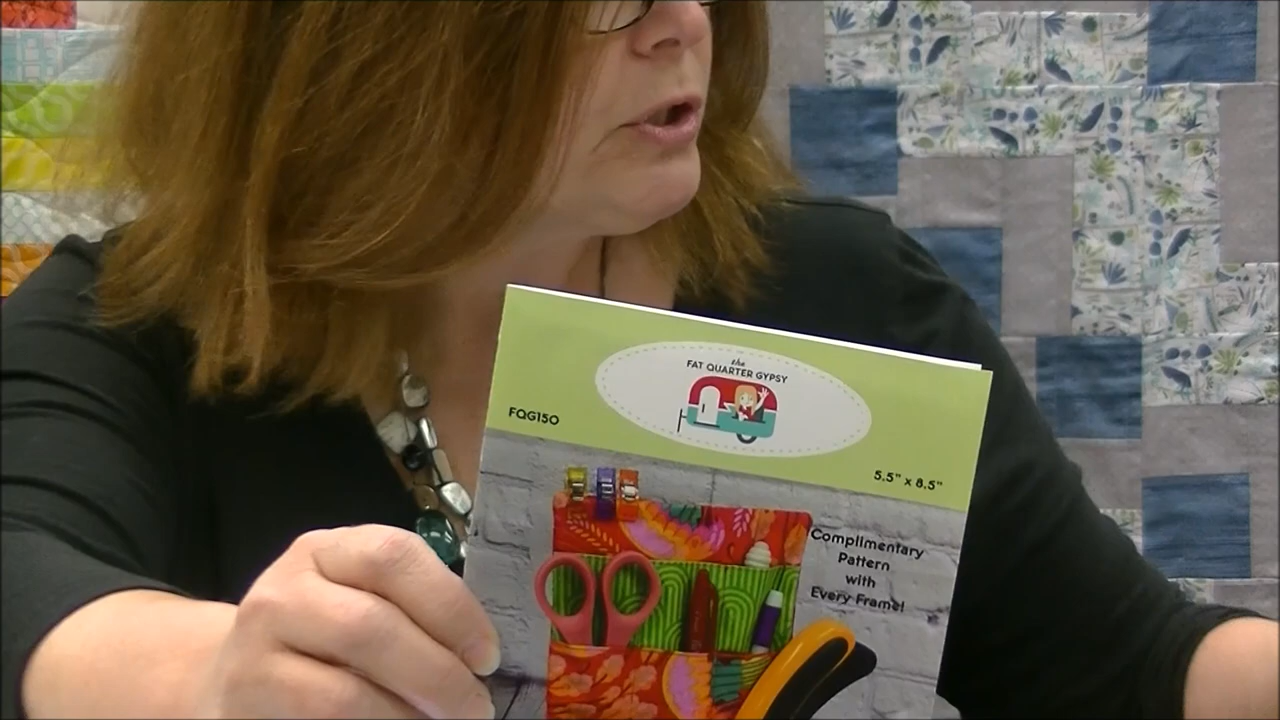 the
FAT QUARTER GYPSY
FQG150
5.5" x 8.5"
Complimentary
Pattern
with
Every Frame!